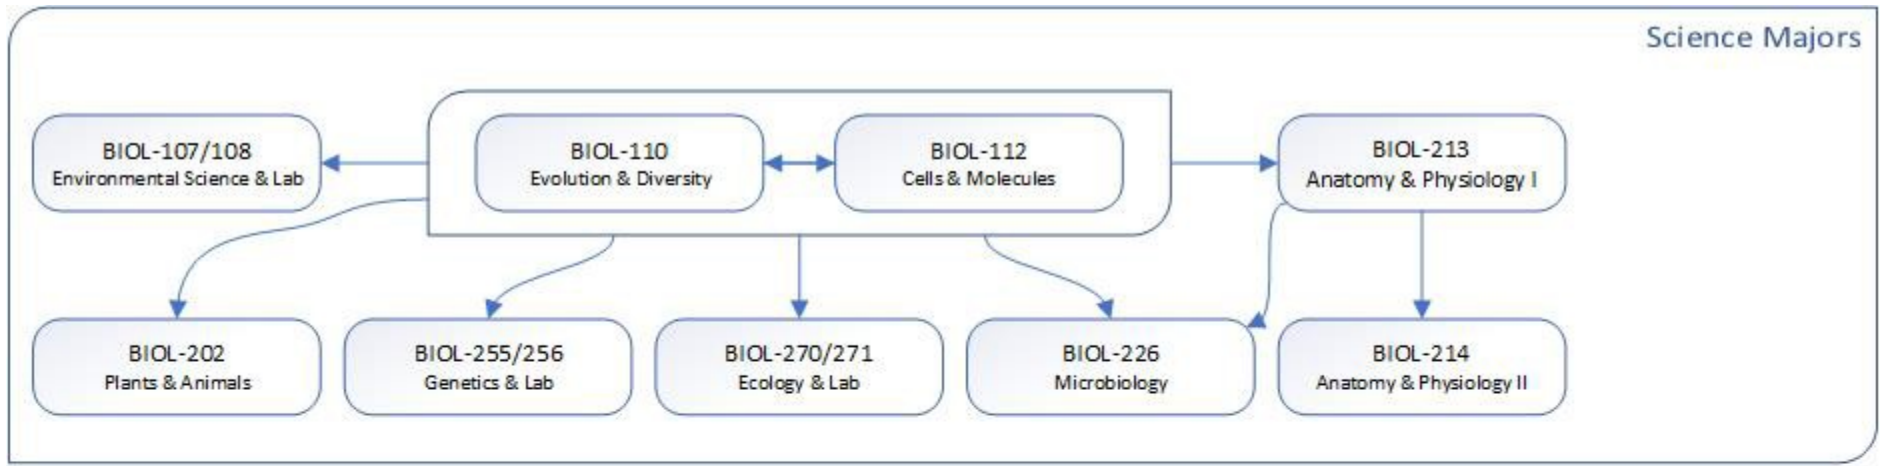 Science Majors
BIOL-107/108
Environmental Science & Lab
BIOL-110
Evolution & Diversity
BIOL-112
Cells & Molecules
BIOL-213
Anatomy & Physiology I
BIOL-202
Plants & Animals
BIOL-255/256
Genetics & Lab
BIOL-270/271
Ecology & Lab
BIOL-226
Microbiology
BIOL-214
Anatomy & Physiology II